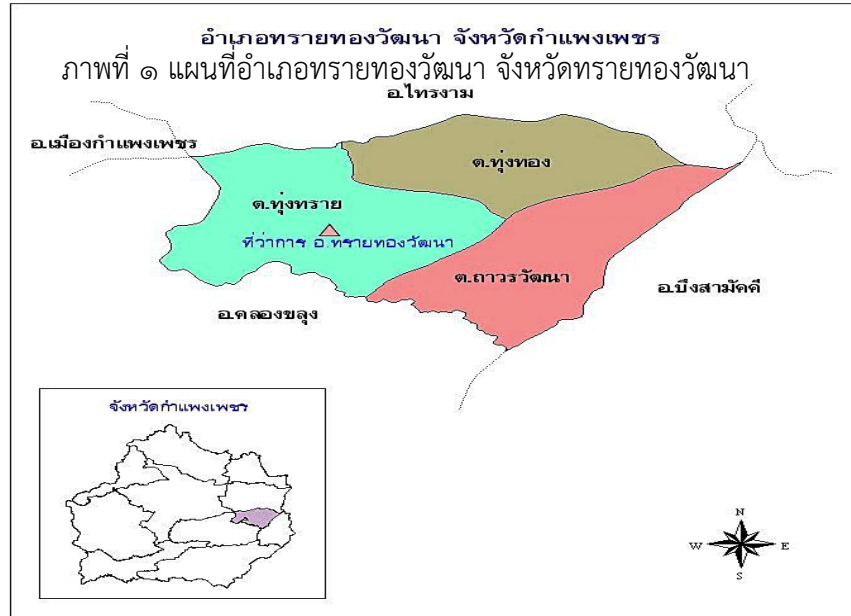 อำเภอทรายทองวัฒนา จังหวัดกำแพงเพชร
ภาพที่ ๑ แผนที่อำเภอทรายทองวัฒนา จังหวัดทรายทองวัฒนา
อ.ไทรงาม
อ.เมืองกำแพงเพชร
ต.ทุ่งทอง
ต.ทุ่งทราย
ที่ว่าการ อ.ทรายทองวัฒนา
ต.ถาวรวัฒนา
อ.บึงสามัคคี
อ.คลองขลุง
จังหวัดกำแพงเพชร
N
W E
S